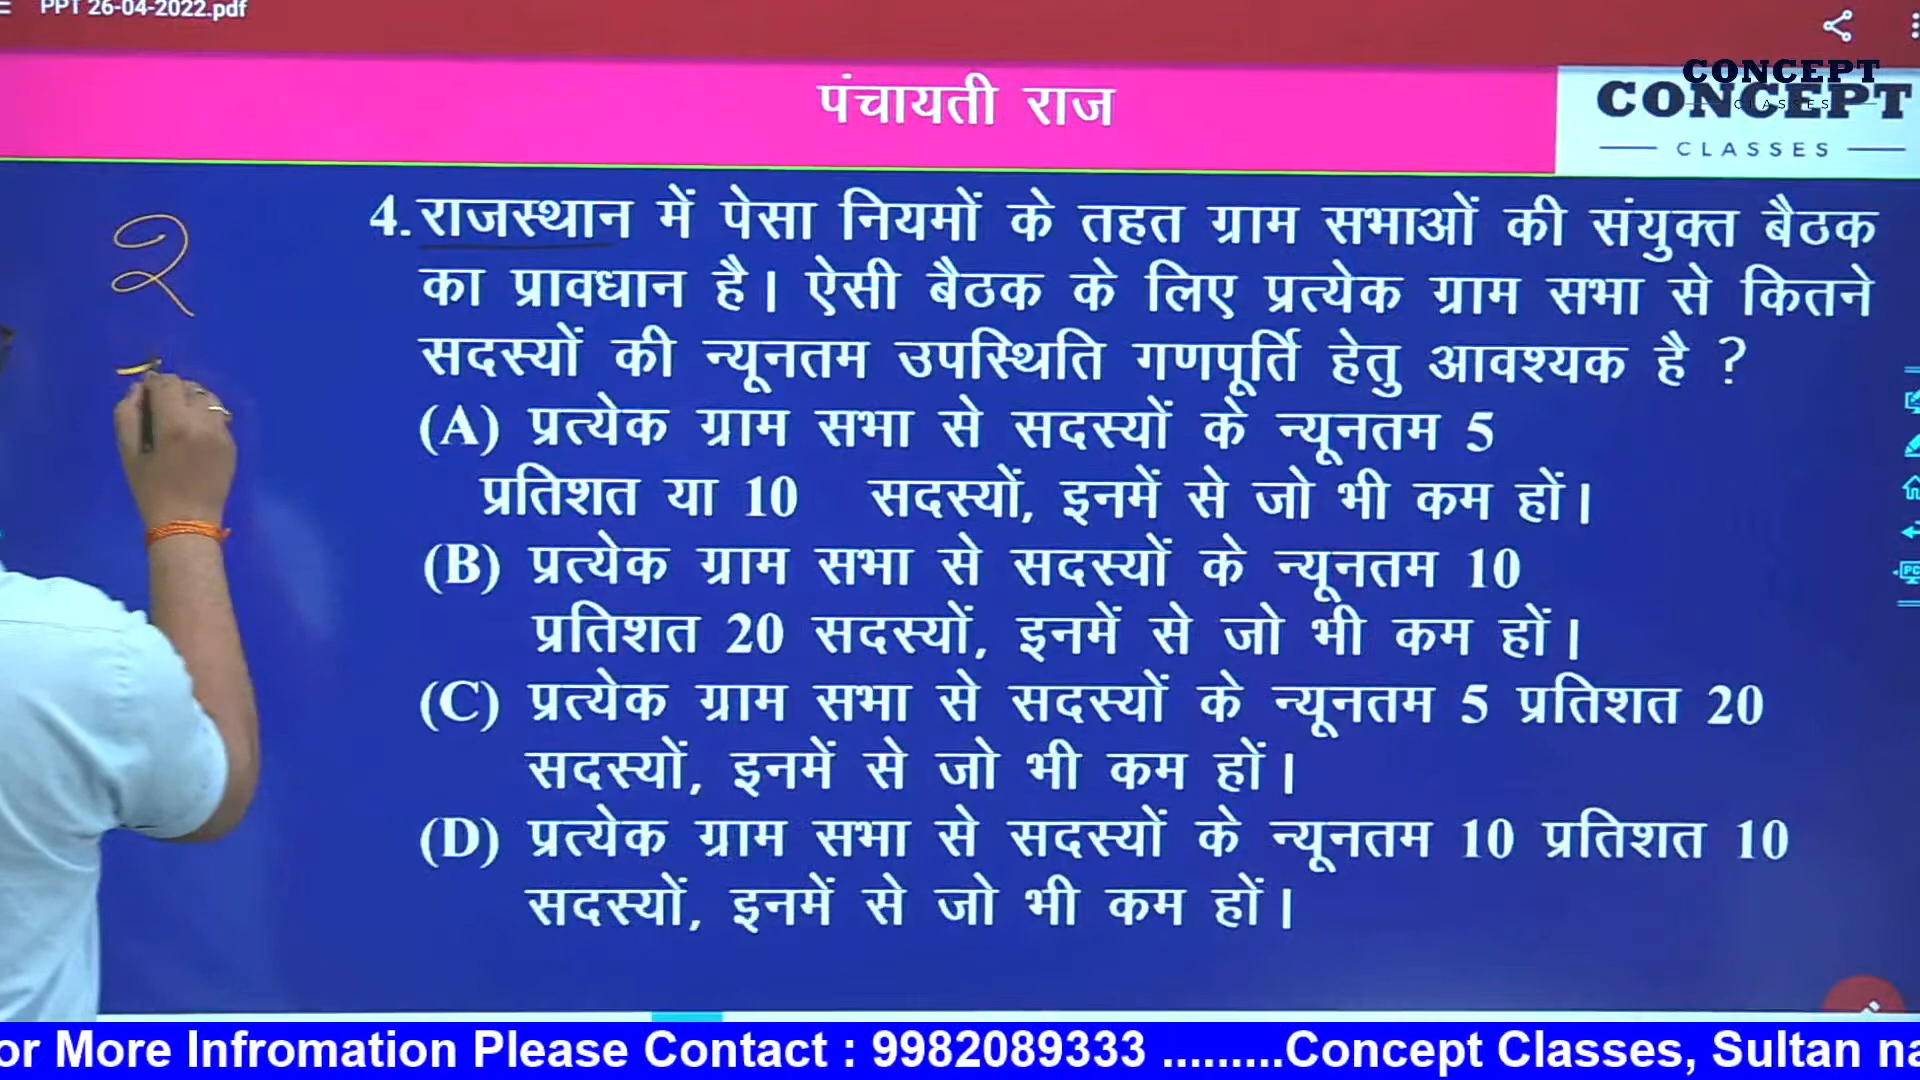 PPT 26-04-2022.pdf
पंचायती राज
CONCEPT
CLASSES
CONCEPT
CLASSES
२
4. राजस्थान में पेसा नियमों के तहत ग्राम सभाओं की संयुक्त बैठक
का प्रावधान है। ऐसी बैठक के लिए प्रत्येक ग्राम सभा से कितने
सदस्यों की न्यूनतम उपस्थिति गणपूर्ति हेतु आवश्यक है ?
(A) प्रत्येक ग्राम सभा से सदस्यों के न्यूनतम 5
प्रतिशत या 10 सदस्यों, इनमें से जो भी कम हों।
(B) प्रत्येक ग्राम सभा से सदस्यों के न्यूनतम 10
प्रतिशत 20 सदस्यों, इनमें से जो भी कम हों।
(C) प्रत्येक ग्राम सभा से सदस्यों के न्यूनतम 5 प्रतिशत 20
सदस्यों, इनमें से जो भी कम हों।
(D) प्रत्येक ग्राम सभा से सदस्यों के न्यूनतम 10 प्रतिशत 10
सदस्यों, इनमें से जो भी कम हों।
or More Infromation Please Contact : 9982089333 .........Concept Classes, Sultan na